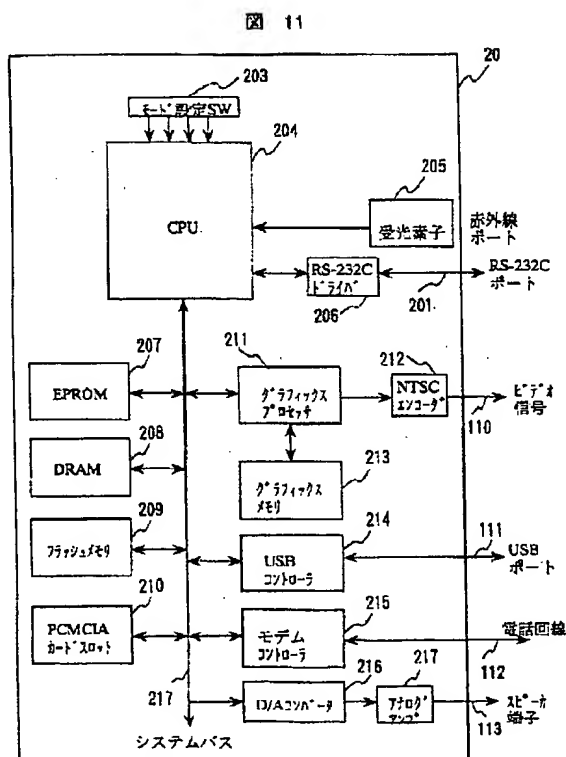 図 11
20
203
モード設定SW
204
CPU
205
受光素子
赤外線
ポート
RS-232C
ドライバ
206
201
RS-232C
ポート
207
EPROM
211
グラフィックス
プロセッサ
212
NTSC
エンコーダ
110
ビデオ
信号
208
DRAM
213
グラフィックス
メモリ
209
フラッシュメモリ
214
USB
コントローラ
111
USB
ポート
210
PCMCIA
カードスロット
215
モデム
コントローラ
電話回線
112
217
216
D/Aコンバータ
217
アナログ
アンプ
スピーカ
端子
113
システムバス